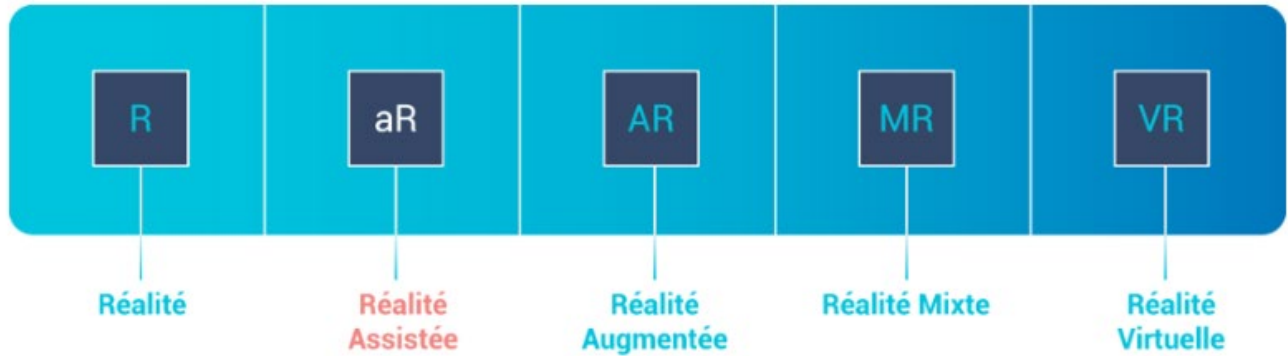 R
aR
AR
MR
VR
Réalité
Réalité
Assistée
Réalité
Augmentée
Réalité Mixte
Réalité
Virtuelle